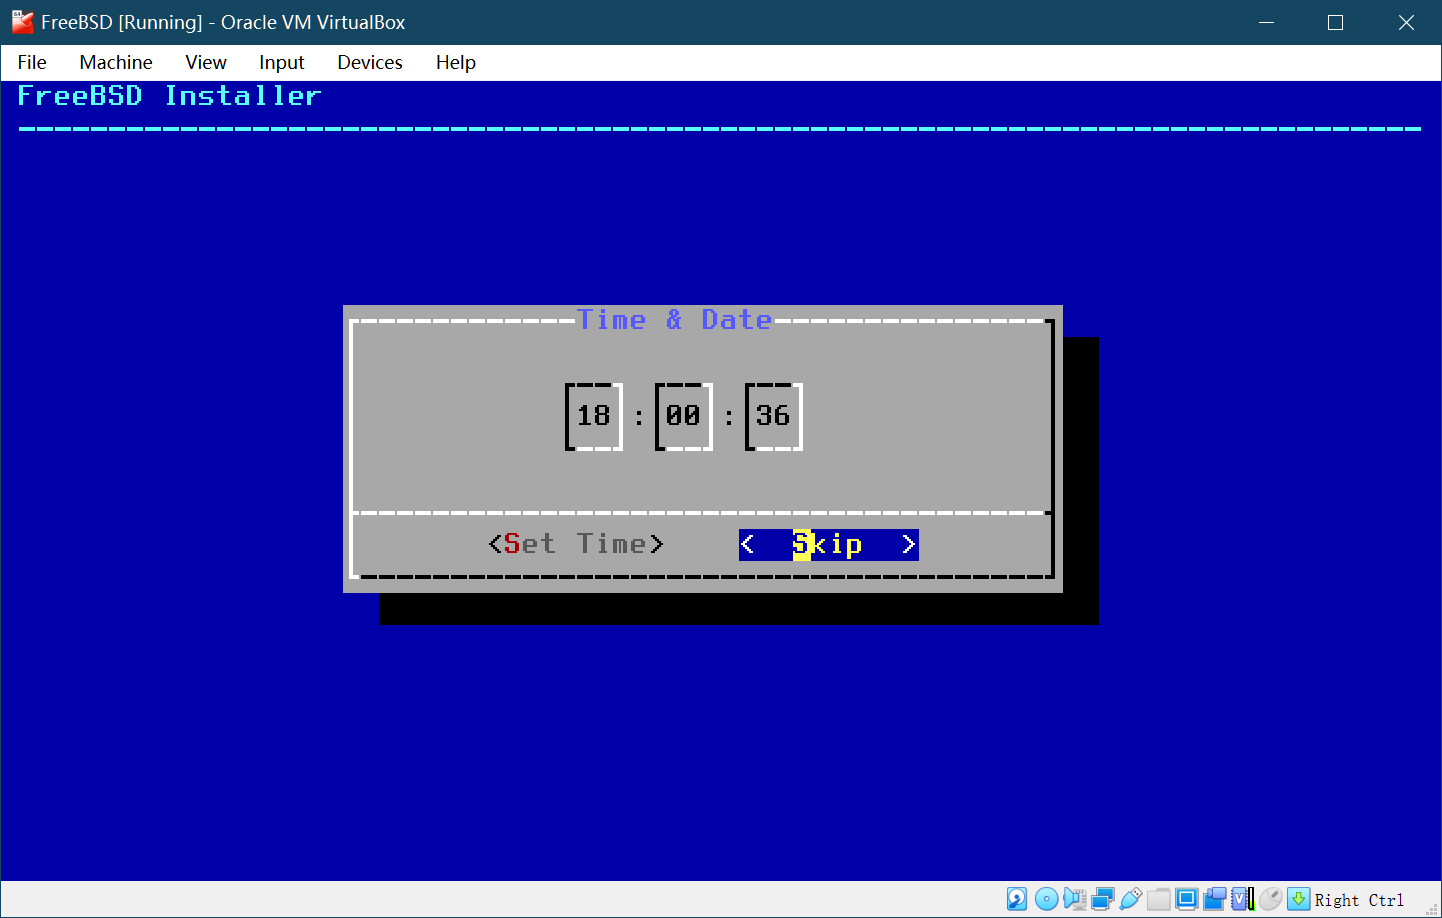 FreeBSD [Running] - Oracle VM VirtualBox
File Machine View Input Devices Help
FreeBSD Installer
Time & Date
18 : 00 : 36
<Set Time> < Skip >
Right Ctrl